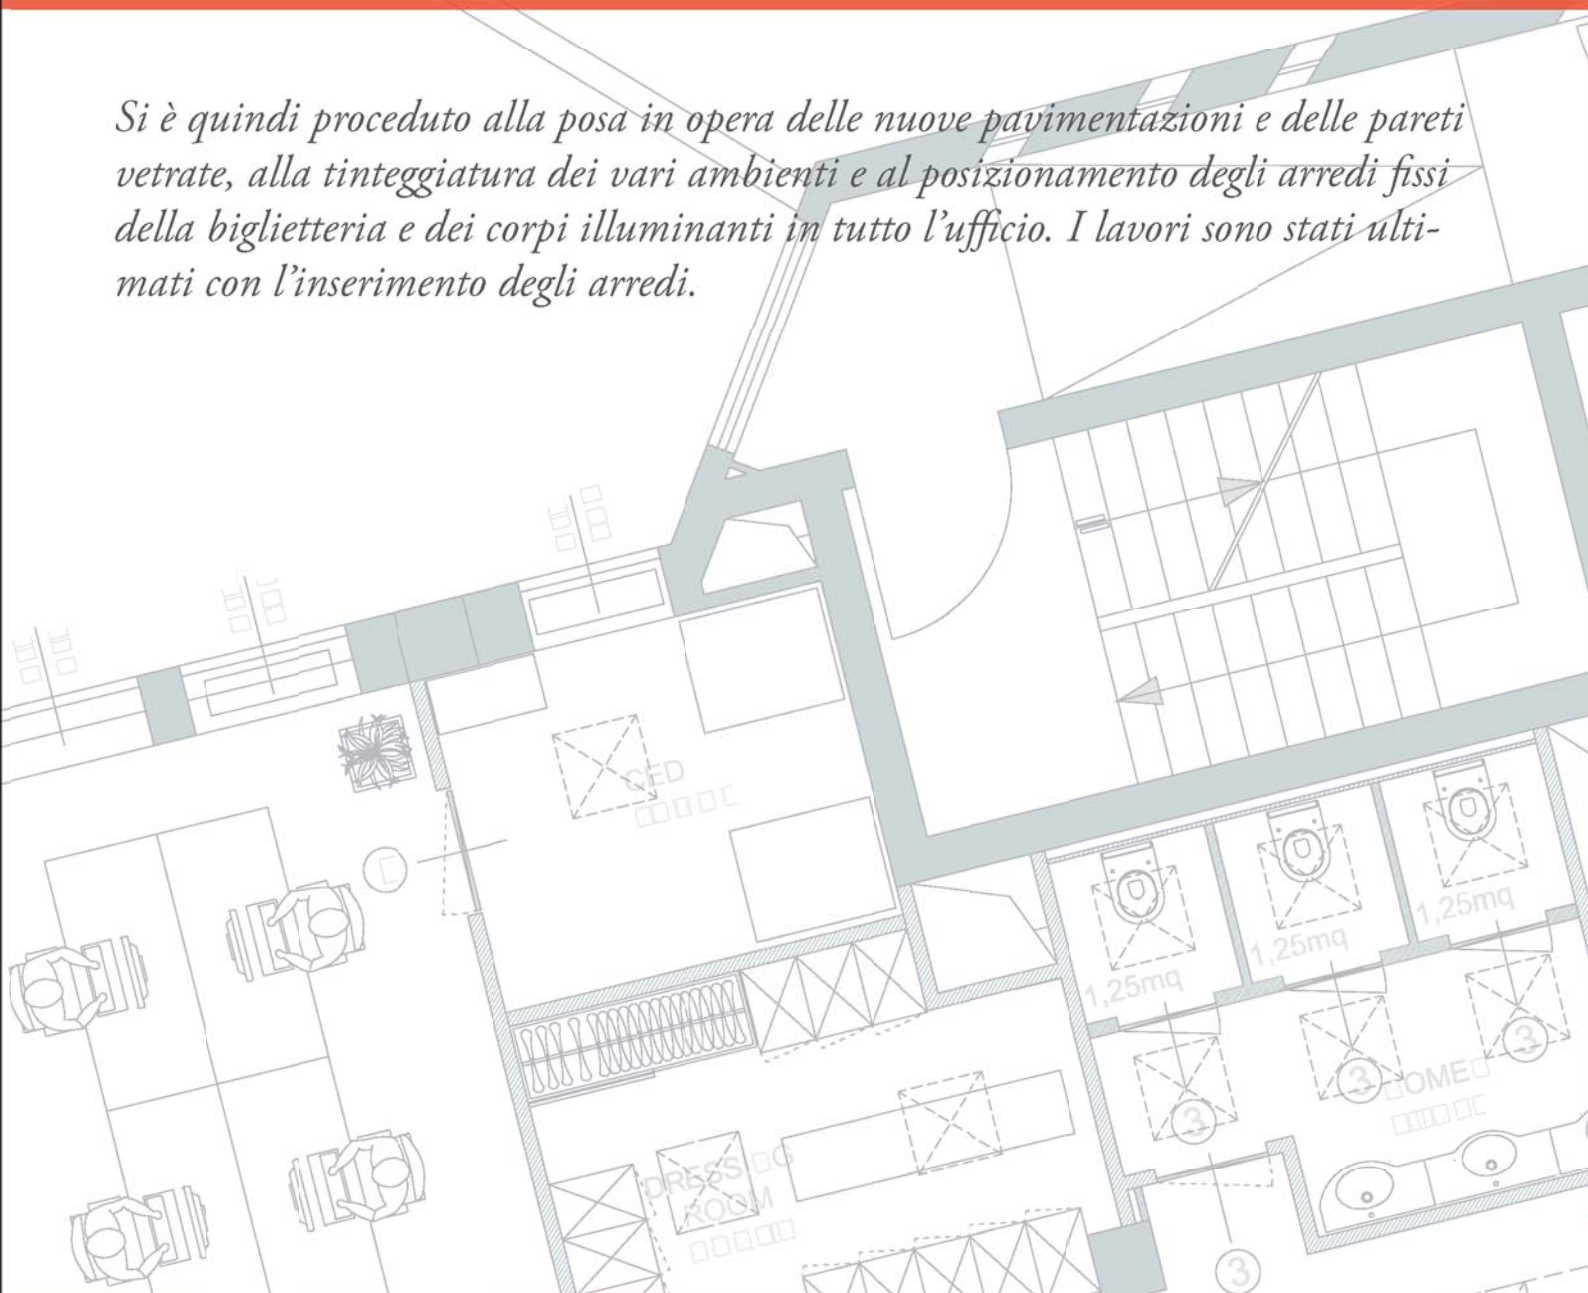 Si è quindi proceduto alla posa in opera delle nuove pavimentazioni e delle pareti
vetrate, alla tinteggiatura dei vari ambienti e al posizionamento degli arredi fissi
della biglietteria e dei corpi illuminanti in tutto l'ufficio. I lavori sono stati ulti-
mati con l'inserimento degli arredi.
CED
1,25mq
1,25mq
1,25mq
3
3
3
ROOM
3